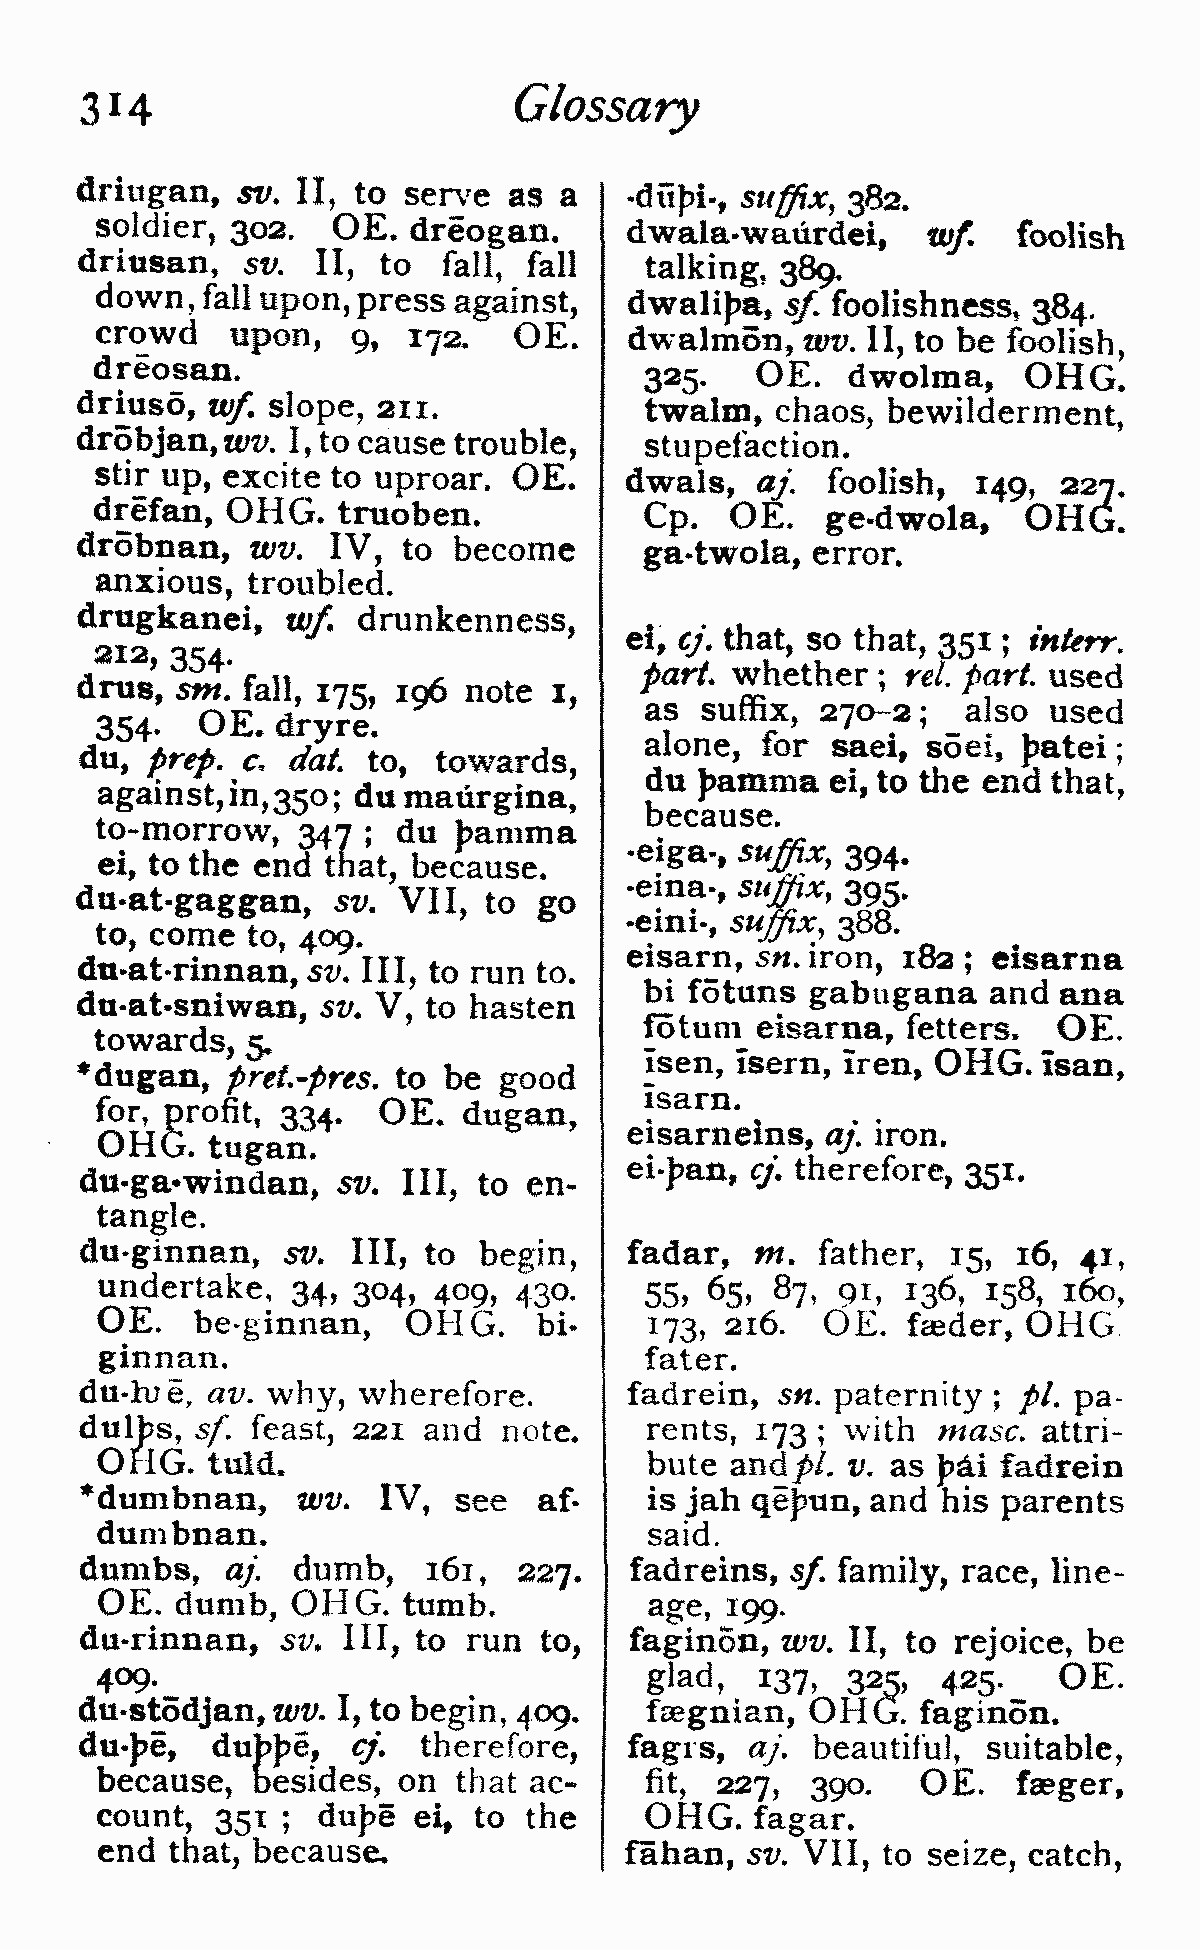 314 Glossary
driugan, sv. II, to serve as a
soldier, 302. OE. drēogan.
driusan, sv. II, to fall, fall
down, fall upon, press against,
crowd upon, 9, 172. OE.
drēosan.
driusō, wf. slope, 211.
drōbjan, wv. I, to cause trouble,
stir up, excite to uproar. OE.
drēfan, OHG. truoben.
drōbnan, wv. IV, to become
anxious, troubled.
drugkanei, wf. drunkenness,
212, 354.
drus, sm. fall, 175, 196 note 1,
354. OE. dryre.
du, prep. c. dat. to, towards,
against, in, 350; du maúrgina,
to-morrow, 347 ; du þamma
ei, to the end that, because.
du·at·gaggan, sv. VII, to go
to, come to, 409.
du·at·rinnan, sv. III, to run to.
du·at·sniwan, sv. V, to hasten
towards, 5.
*dugan, pret.-pres. to be good
for, profit, 334. OE. dugan,
OHG. tugan.
du·ga·windan, sv. III, to en-
tangle.
du·ginnan, sv. III, to begin,
undertake, 34, 304, 409, 430.
OE. be·ginnan, OHG. bi·
ginnan.
du·ƕē, av. why, wherefore.
dulþs, sf. feast, 221 and note.
OHG. tuld.
*dumbnan, wv. IV, see af·
dumbnan.
dumbs, aj. dumb, 161, 227.
OE. dumb, OHG. tumb.
du·rinnan, sv. III, to run to,
409.
du·stōdjan, wv. I, to begin, 409.
du·þē, duþþē, cj. therefore,
because, besides, on that ac-
count, 351 ; duþē ei, to the
end that, because.
·dūþi·, suffix, 382.
dwala·waúrdei, wf. foolish
talking, 389.
dwaliþa, sf. foolishness, 384.
dwalmōn, wv. II, to be foolish,
325. OE. dwolma, OHG.
twalm, chaos, bewilderment,
stupefaction.
dwals, aj. foolish, 149, 227.
Cp. OE. ge·dwola, OHG.
ga·twola, error.
ei, cj. that, so that, 351 ; interr.
part. whether ; rel. part. used
as suffix, 270–2 ; also used
alone, for saei, sōei, þatei ;
du þamma ei, to the end that,
because.
·eiga·, suffix, 394.
·eina·, suffix, 395.
·eini·, suffix, 388.
eisarn, sn. iron, 182 ; eisarna
bi fōtuns gabugana and ana
fōtum eisarna, fetters. OE.
īsen, īsern, īren, OHG. īsan,
īsarn.
eisarneins, aj. iron.
ei·þan, cj. therefore, 351.
fadar, m. father, 15, 16, 41,
55, 65, 87, 91, 136, 158, 160,
173, 216. OE. fæder, OHG
fater.
fadrein, sn. paternity ; pl. pa-
rents, 173 ; with masc. attri-
bute and pl. v. as þái fadrein
is jah qēþun, and his parents
said.
fadreins, sf. family, race, line-
age, 199.
faginōn, wv. II, to rejoice, be
glad, 137, 325, 425. OE.
fægnian, OHG. faginōn.
fagrs, aj. beautiful, suitable,
fit, 227, 390. OE. fæger,
OHG. fagar.
fāhan, sv. VII, to seize, catch,